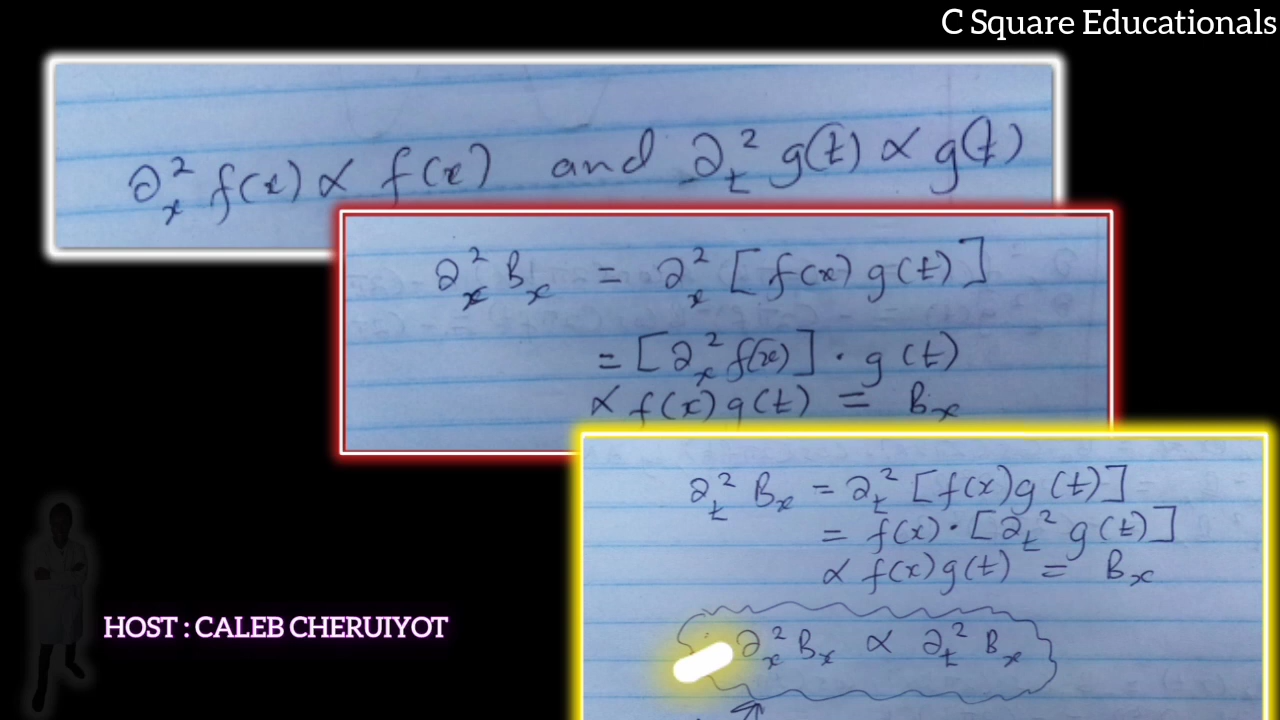 C Square Educationals
∂ₓ² f(x) ∝ f(x) and ∂ₜ² g(t) ∝ g(t)
∂ₓ² Bₓ = ∂ₓ² [f(x) g(t)]
= [∂ₓ² f(x)] · g(t)
∝ f(x) g(t) = Bₓ
∂ₜ² Bₓ = ∂ₜ² [f(x) g(t)]
= f(x) · [∂ₜ² g(t)]
∝ f(x) g(t) = Bₓ
∂ₓ² Bₓ ∝ ∂ₜ² Bₓ
HOST : CALEB CHERUIYOT